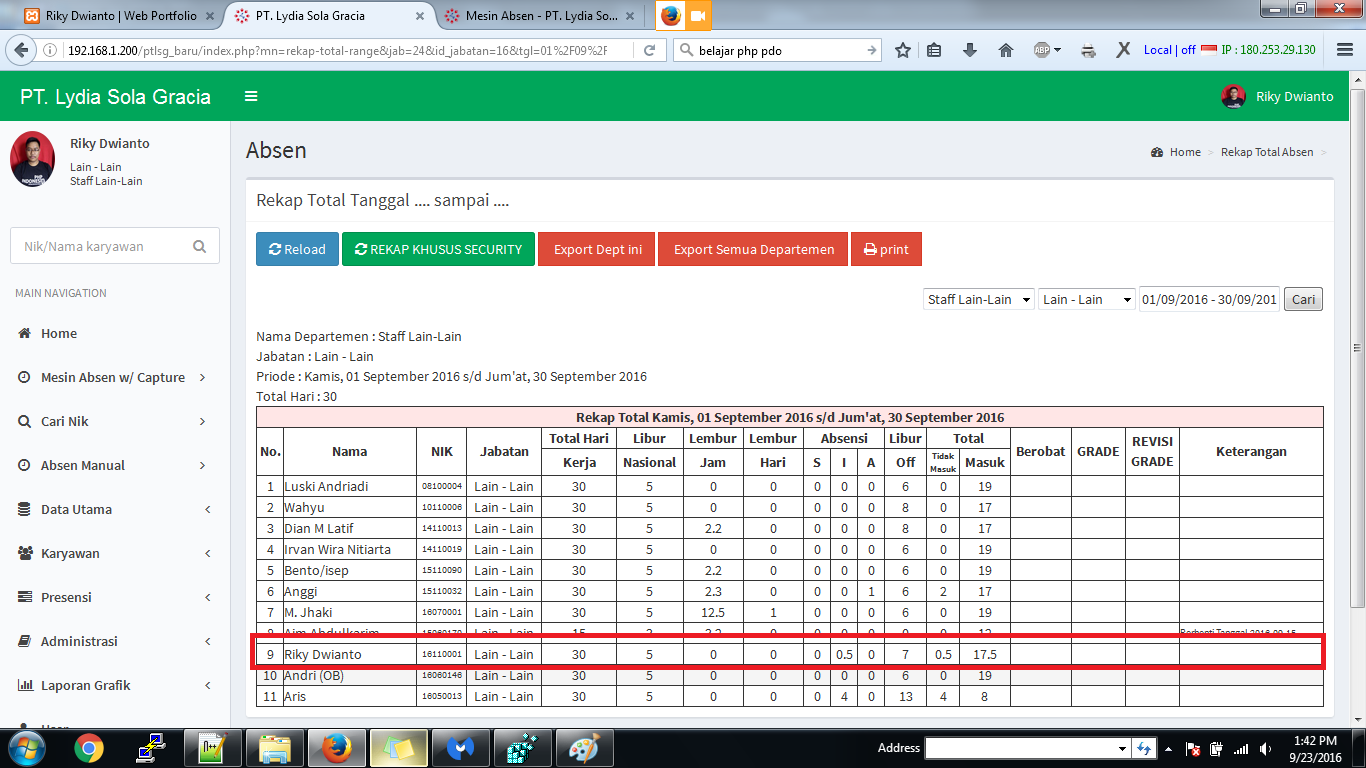 Riky Dwianto | Web Portfolio
PT. Lydia Sola Gracia
Mesin Absen - PT. Lydia So...
192.168.1.200/ptlsg_baru/index.php?mn=rekap-total-range&jab=24&id_jabatan=16&tgl=01%2F09%2F
belajar php pdo
ABP
Local | off
IP : 180.253.29.130
PT. Lydia Sola Gracia
Riky Dwianto
Riky Dwianto
Lain - Lain
Staff Lain-Lain
Nik/Nama karyawan
MAIN NAVIGATION
Home
Mesin Absen w/ Capture
Cari Nik
Absen Manual
Data Utama
Karyawan
Presensi
Administrasi
Laporan Grafik
Absen
Home > Rekap Total Absen >
Rekap Total Tanggal .... sampai ....
Reload
REKAP KHUSUS SECURITY
Export Dept ini
Export Semua Departemen
print
Staff Lain-Lain
Lain - Lain
01/09/2016 - 30/09/201
Cari
Nama Departemen : Staff Lain-Lain
Jabatan : Lain - Lain
Priode : Kamis, 01 September 2016 s/d Jum'at, 30 September 2016
Total Hari : 30
Rekap Total Kamis, 01 September 2016 s/d Jum'at, 30 September 2016
No. Nama NIK Jabatan Total Hari Libur Lembur Lembur Absensi Libur Total Berobat GRADE REVISI GRADE Keterangan
Kerja Nasional Jam Hari S I A Off Tidak Masuk Masuk
1 Luski Andriadi 08100004 Lain - Lain 30 5 0 0 0 0 0 6 0 19
2 Wahyu 10110006 Lain - Lain 30 5 0 0 0 0 0 8 0 17
3 Dian M Latif 14110013 Lain - Lain 30 5 2.2 0 0 0 0 8 0 17
4 Irvan Wira Nitiarta 14110019 Lain - Lain 30 5 0 0 0 0 0 6 0 19
5 Bento/isep 15110090 Lain - Lain 30 5 2.2 0 0 0 0 6 0 19
6 Anggi 15110032 Lain - Lain 30 5 2.3 0 0 0 1 6 2 17
7 M. Jhaki 16070001 Lain - Lain 30 5 12.5 1 0 0 0 6 0 19
8 Aim Abdulkarim Lain - Lain 15 3 0 0 0 0 0 0 12 Berhenti Tanggal 2016-09-15
9 Riky Dwianto 16110001 Lain - Lain 30 5 0 0 0 0.5 0 7 0.5 17.5
10 Andri (OB) 16060146 Lain - Lain 30 5 0 0 0 0 0 6 0 19
11 Aris 16050013 Lain - Lain 30 5 0 0 0 4 0 13 4 8
Address
1:42 PM
9/23/2016